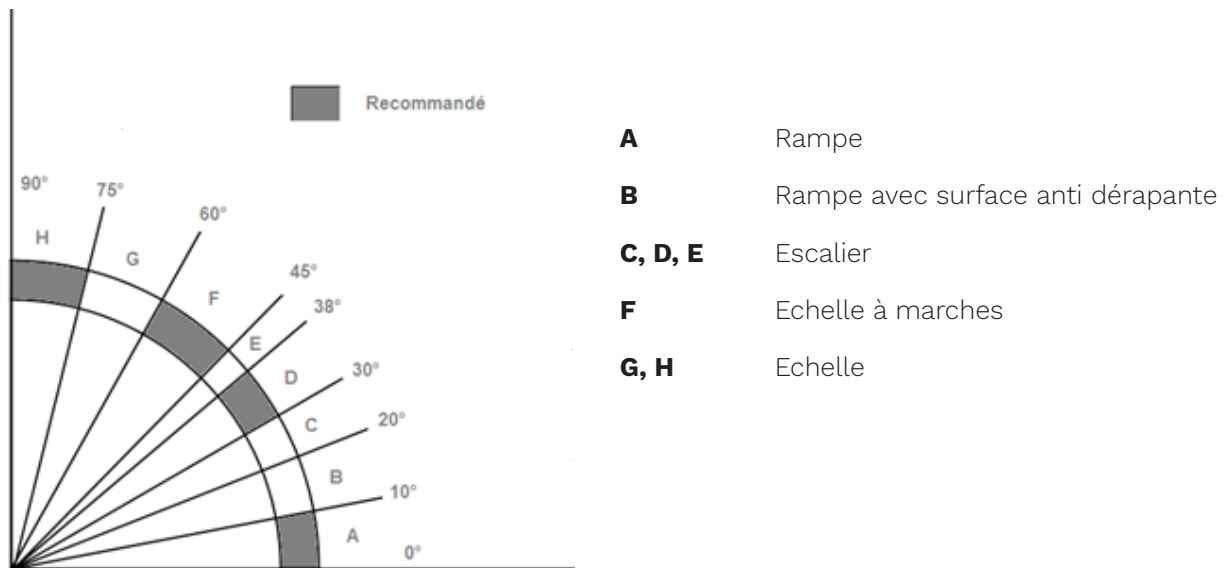 Recommandé
90°
75°
60°
45°
38°
30°
20°
10°
0°
H
G
F
E
D
C
B
A
A Rampe
B Rampe avec surface anti dérapante
C, D, E Escalier
F Echelle à marches
G, H Echelle